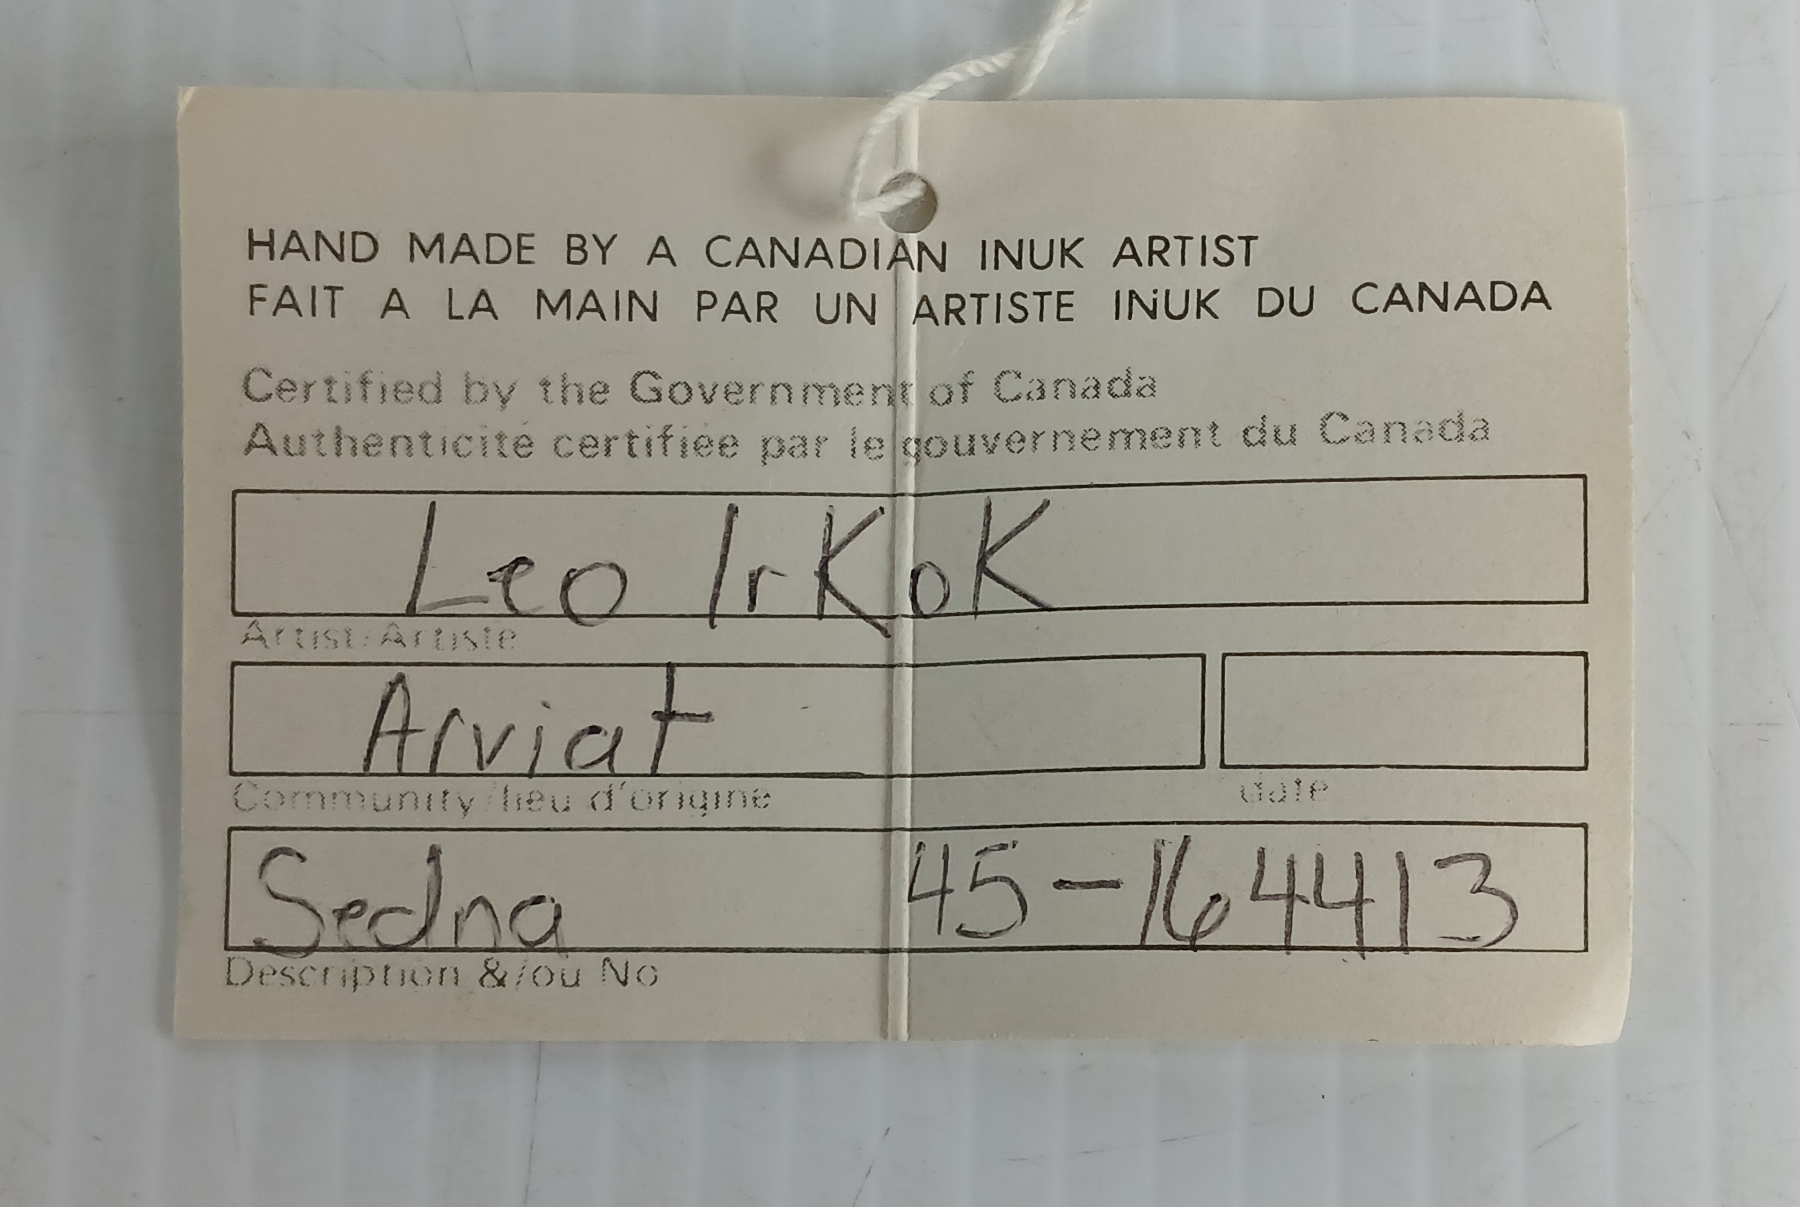 HAND MADE BY A CANADIAN INUK ARTIST
FAIT A LA MAIN PAR UN ARTISTE INiUK DU CANADA
Certified by the Government of Canada
Authenticité certifiée par le gouvernement du Canada
Leo IrKoK
Artist/Artiste
Arviat
Community/lieu d'origine date
Sedna 45-164413
Description &/ou No